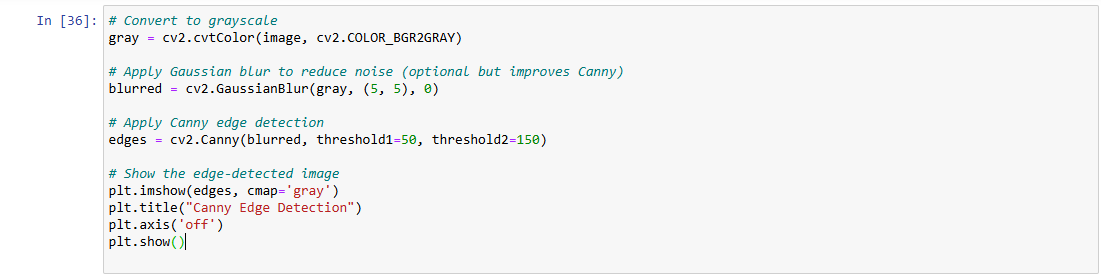 In [36]: # Convert to grayscale
gray = cv2.cvtColor(image, cv2.COLOR_BGR2GRAY)
# Apply Gaussian blur to reduce noise (optional but improves Canny)
blurred = cv2.GaussianBlur(gray, (5, 5), 0)
# Apply Canny edge detection
edges = cv2.Canny(blurred, threshold1=50, threshold2=150)
# Show the edge-detected image
plt.imshow(edges, cmap='gray')
plt.title("Canny Edge Detection")
plt.axis('off')
plt.show()